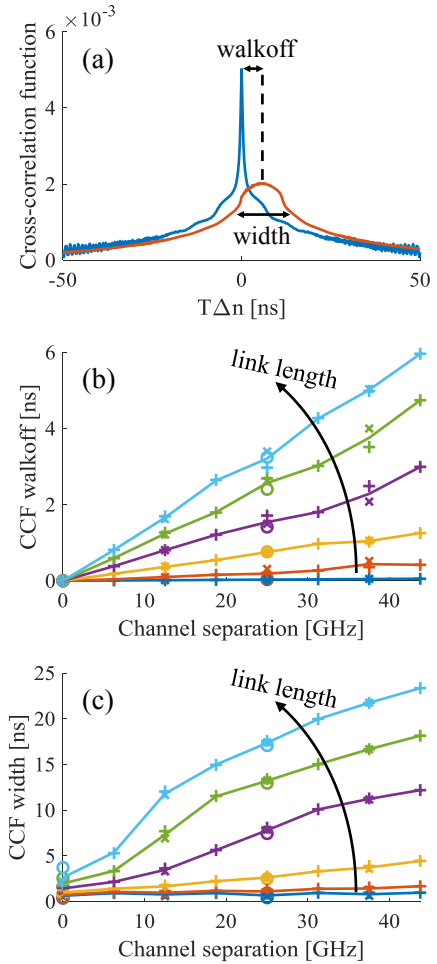 ×10⁻³
6
4
2
0
Cross-correlation function
(a)
walkoff
width
-50
0
50
TΔn [ns]
(b)
link length
6
4
2
0
CCF walkoff [ns]
0
10
20
30
40
Channel separation [GHz]
(c)
link length
25
20
15
10
5
0
CCF width [ns]
0
10
20
30
40
Channel separation [GHz]